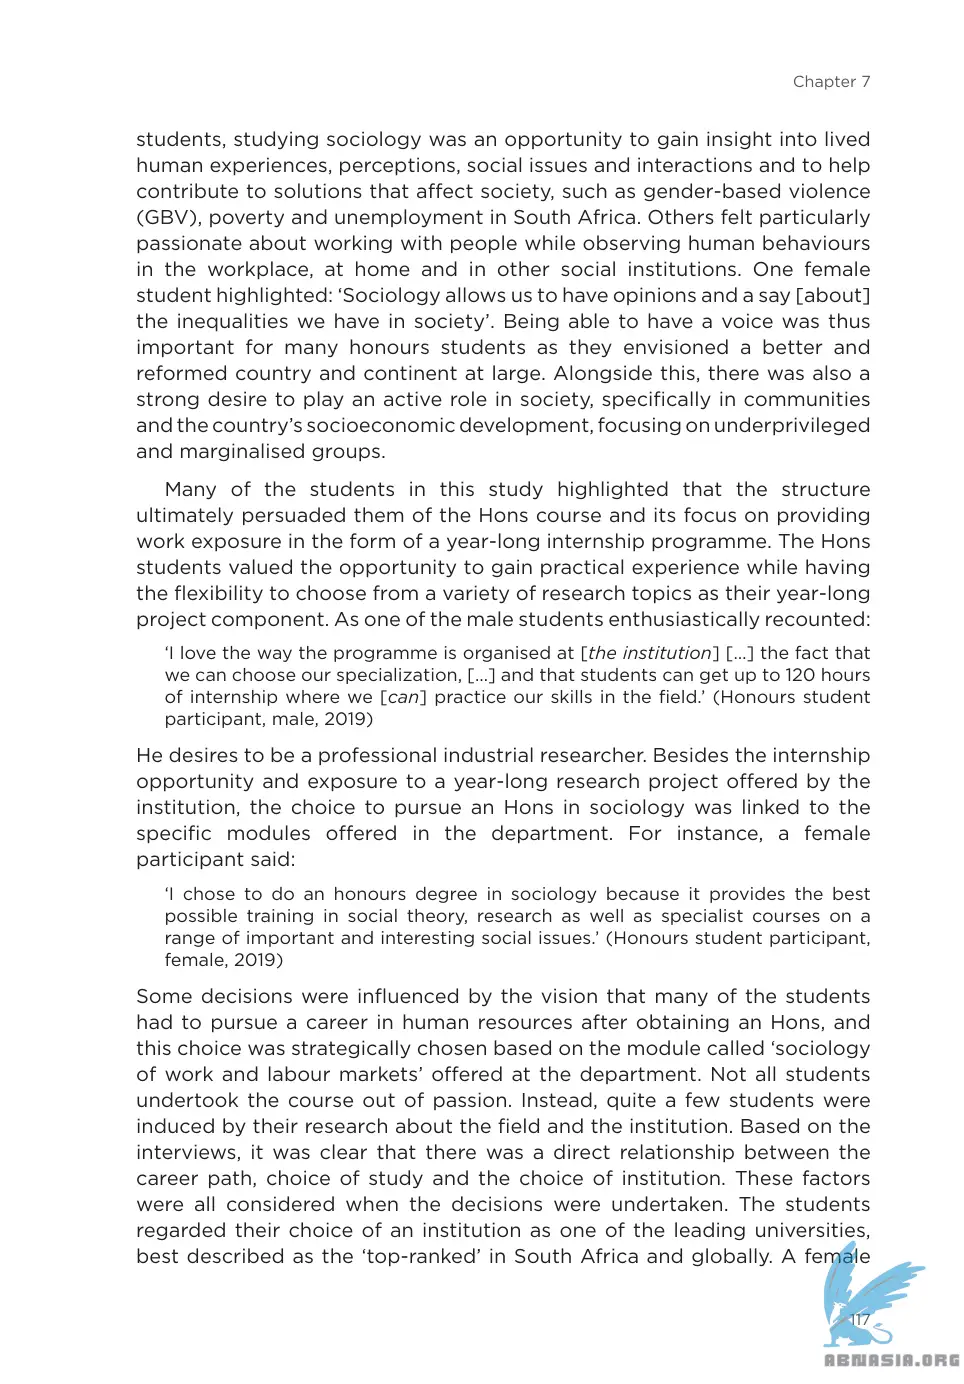 Chapter 7
students, studying sociology was an opportunity to gain insight into lived
human experiences, perceptions, social issues and interactions and to help
contribute to solutions that affect society, such as gender-based violence
(GBV), poverty and unemployment in South Africa. Others felt particularly
passionate about working with people while observing human behaviours
in the workplace, at home and in other social institutions. One female
student highlighted: ‘Sociology allows us to have opinions and a say [about]
the inequalities we have in society’. Being able to have a voice was thus
important for many honours students as they envisioned a better and
reformed country and continent at large. Alongside this, there was also a
strong desire to play an active role in society, specifically in communities
and the country’s socioeconomic development, focusing on underprivileged
and marginalised groups.
Many of the students in this study highlighted that the structure
ultimately persuaded them of the Hons course and its focus on providing
work exposure in the form of a year-long internship programme. The Hons
students valued the opportunity to gain practical experience while having
the flexibility to choose from a variety of research topics as their year-long
project component. As one of the male students enthusiastically recounted:
‘I love the way the programme is organised at [the institution] [...] the fact that
we can choose our specialization, [...] and that students can get up to 120 hours
of internship where we [can] practice our skills in the field.’ (Honours student
participant, male, 2019)
He desires to be a professional industrial researcher. Besides the internship
opportunity and exposure to a year-long research project offered by the
institution, the choice to pursue an Hons in sociology was linked to the
specific modules offered in the department. For instance, a female
participant said:
‘I chose to do an honours degree in sociology because it provides the best
possible training in social theory, research as well as specialist courses on a
range of important and interesting social issues.’ (Honours student participant,
female, 2019)
Some decisions were influenced by the vision that many of the students
had to pursue a career in human resources after obtaining an Hons, and
this choice was strategically chosen based on the module called ‘sociology
of work and labour markets’ offered at the department. Not all students
undertook the course out of passion. Instead, quite a few students were
induced by their research about the field and the institution. Based on the
interviews, it was clear that there was a direct relationship between the
career path, choice of study and the choice of institution. These factors
were all considered when the decisions were undertaken. The students
regarded their choice of an institution as one of the leading universities,
best described as the ‘top-ranked’ in South Africa and globally. A female
117
ABNASIA.ORG